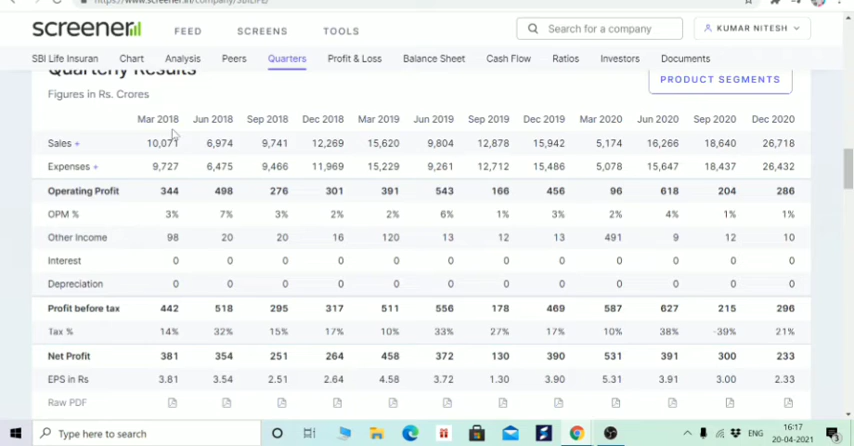 https://www.screener.in/company/SBILIFE/
screener FEED SCREENS TOOLS Search for a company KUMAR NITESH
SBI Life Insuran Chart Analysis Peers Quarters Profit & Loss Balance Sheet Cash Flow Ratios Investors Documents
Quarterly Results
PRODUCT SEGMENTS
Figures in Rs. Crores
Mar 2018 Jun 2018 Sep 2018 Dec 2018 Mar 2019 Jun 2019 Sep 2019 Dec 2019 Mar 2020 Jun 2020 Sep 2020 Dec 2020
Sales + 10,071 6,974 9,741 12,269 15,620 9,804 12,878 15,942 5,174 16,266 18,640 26,718
Expenses + 9,727 6,475 9,466 11,969 15,229 9,261 12,712 15,486 5,078 15,647 18,437 26,432
Operating Profit 344 498 276 301 391 543 166 456 96 618 204 286
OPM % 3% 7% 3% 2% 2% 6% 1% 3% 2% 4% 1% 1%
Other Income 98 20 20 16 120 13 12 13 491 9 12 10
Interest 0 0 0 0 0 0 0 0 0 0 0 0
Depreciation 0 0 0 0 0 0 0 0 0 0 0 0
Profit before tax 442 518 295 317 511 556 178 469 587 627 215 296
Tax % 14% 32% 15% 17% 10% 33% 27% 17% 10% 38% -39% 21%
Net Profit 381 354 251 264 458 372 130 390 531 391 300 233
EPS in Rs 3.81 3.54 2.51 2.64 4.58 3.72 1.30 3.90 5.31 3.91 3.00 2.33
Raw PDF
Type here to search ENG 16:17
20-04-2021 3